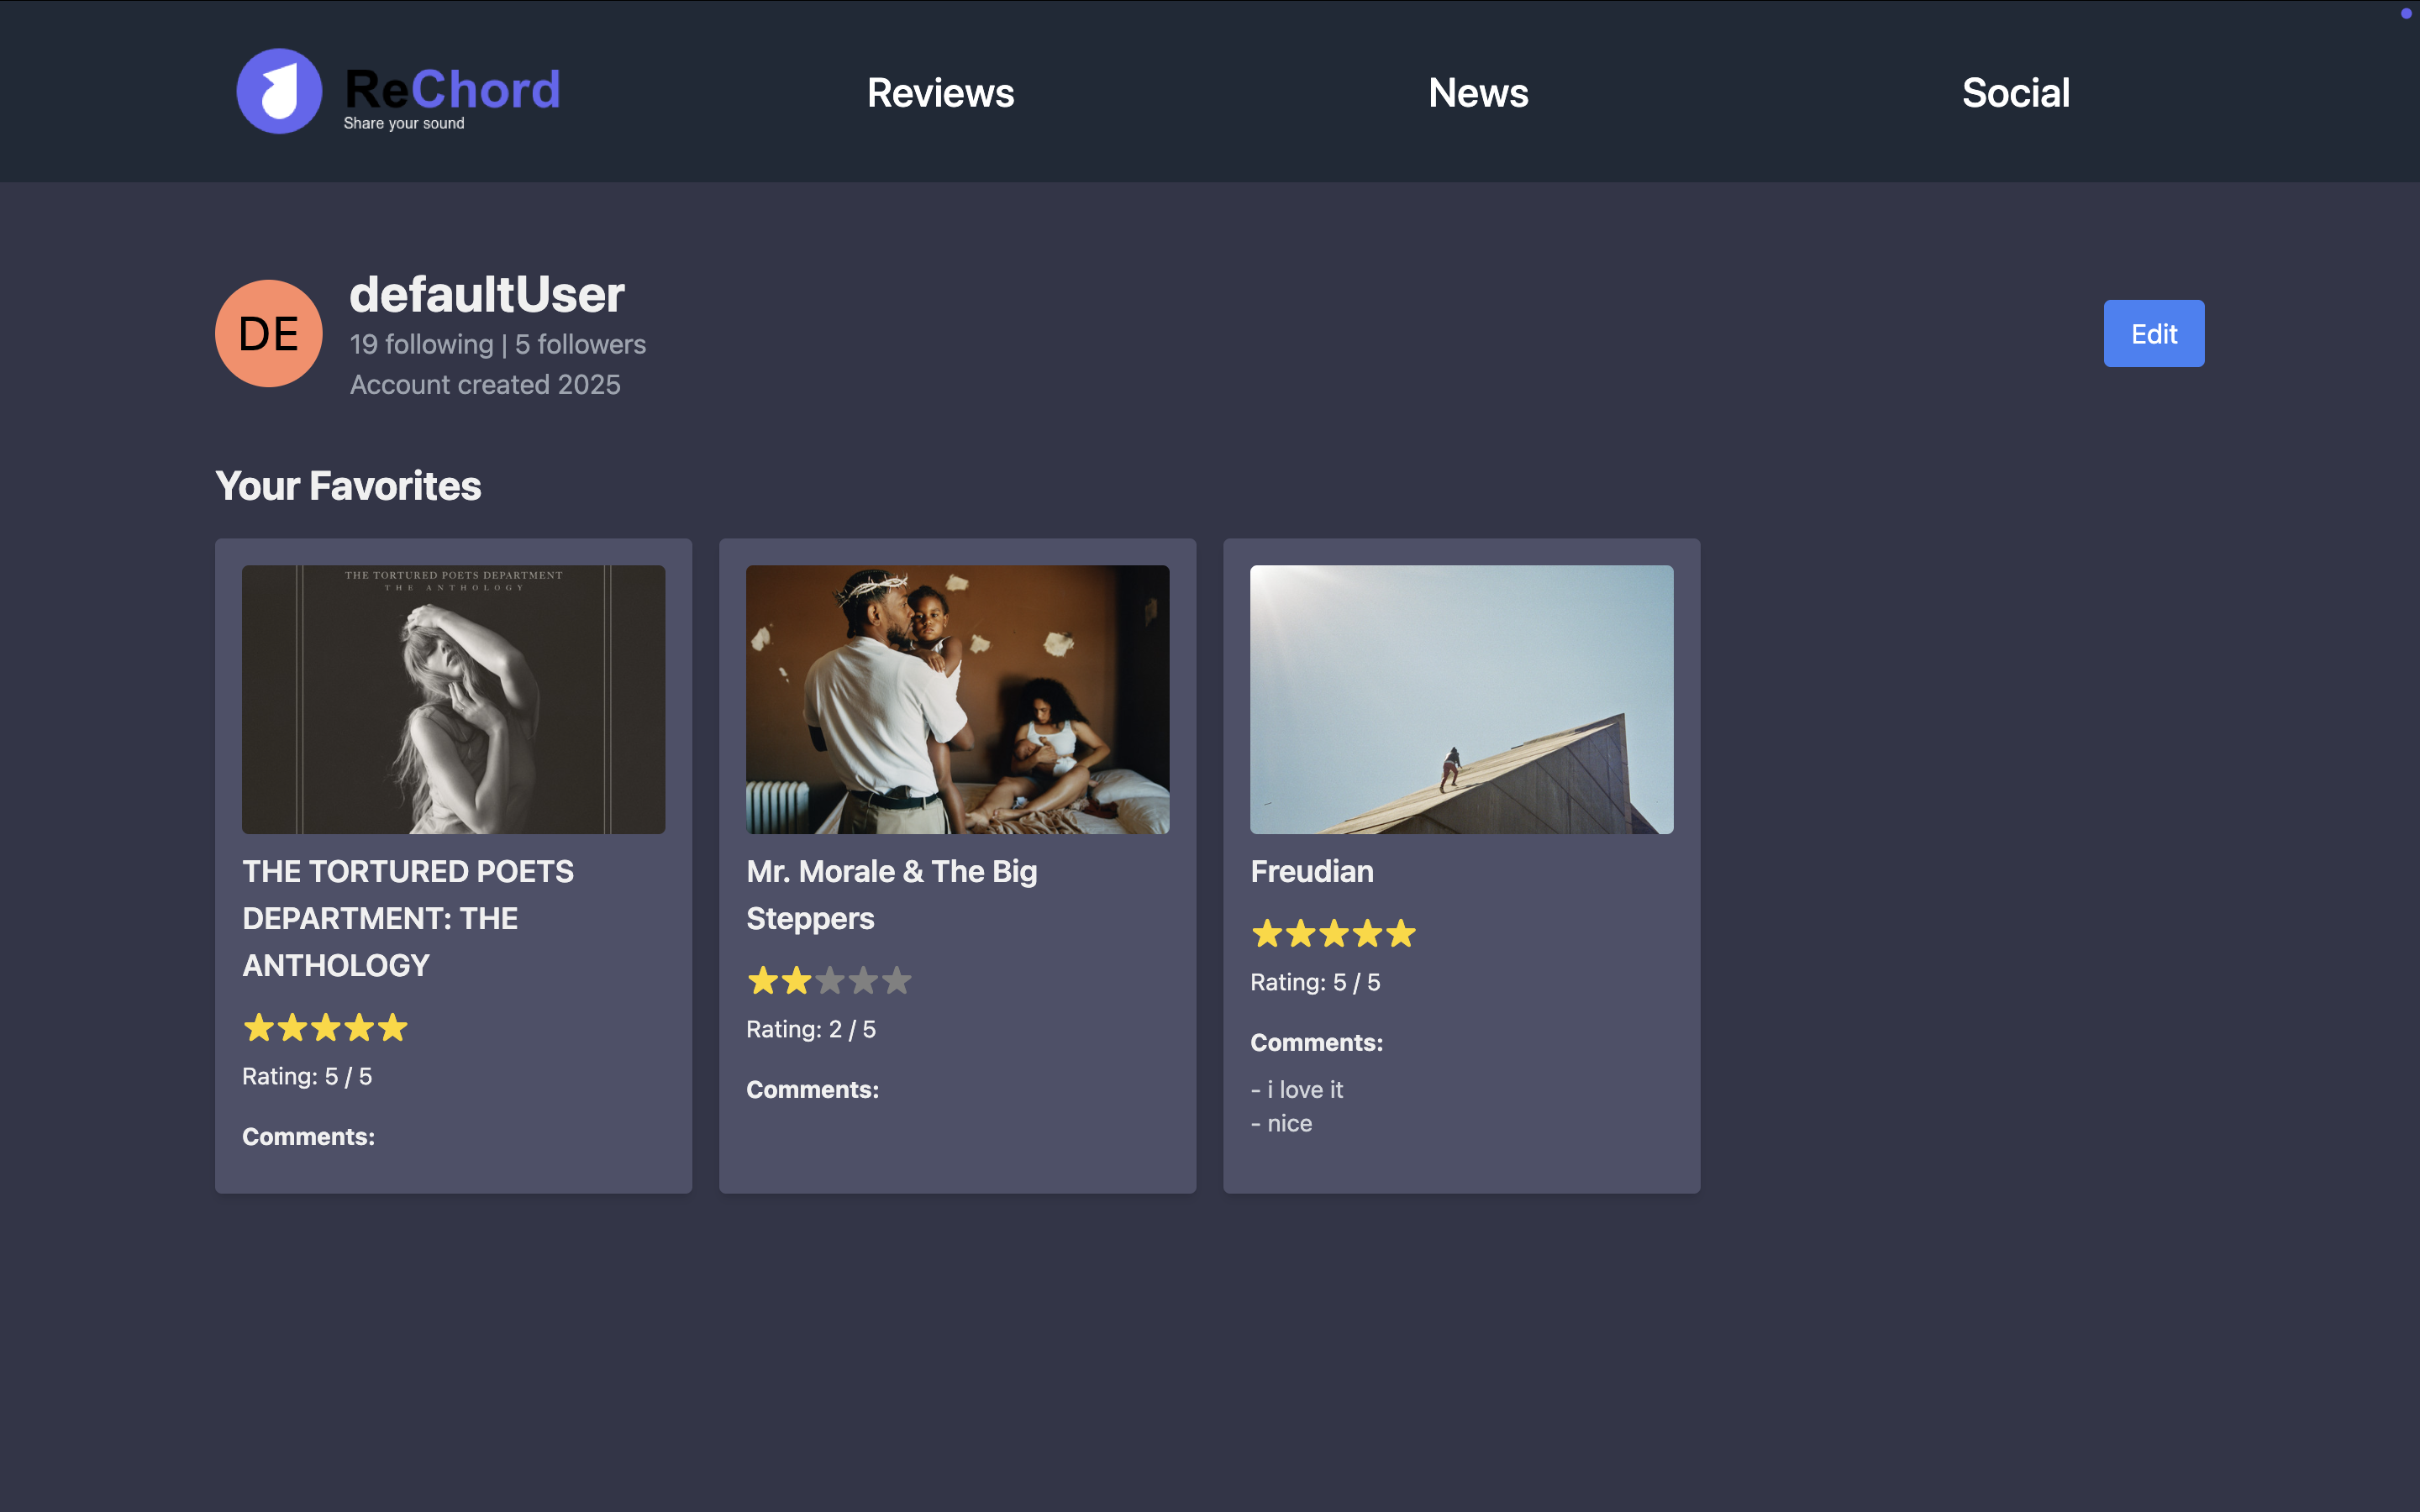 ReChord
Share your sound
Reviews
News
Social
DE
defaultUser
19 following | 5 followers
Account created 2025
Edit
Your Favorites
THE TORTURED POETS DEPARTMENT
THE ANTHOLOGY
THE TORTURED POETS
DEPARTMENT: THE
ANTHOLOGY
Rating: 5 / 5
Comments:
Mr. Morale & The Big
Steppers
Rating: 2 / 5
Comments:
Freudian
Rating: 5 / 5
Comments:
- i love it
- nice